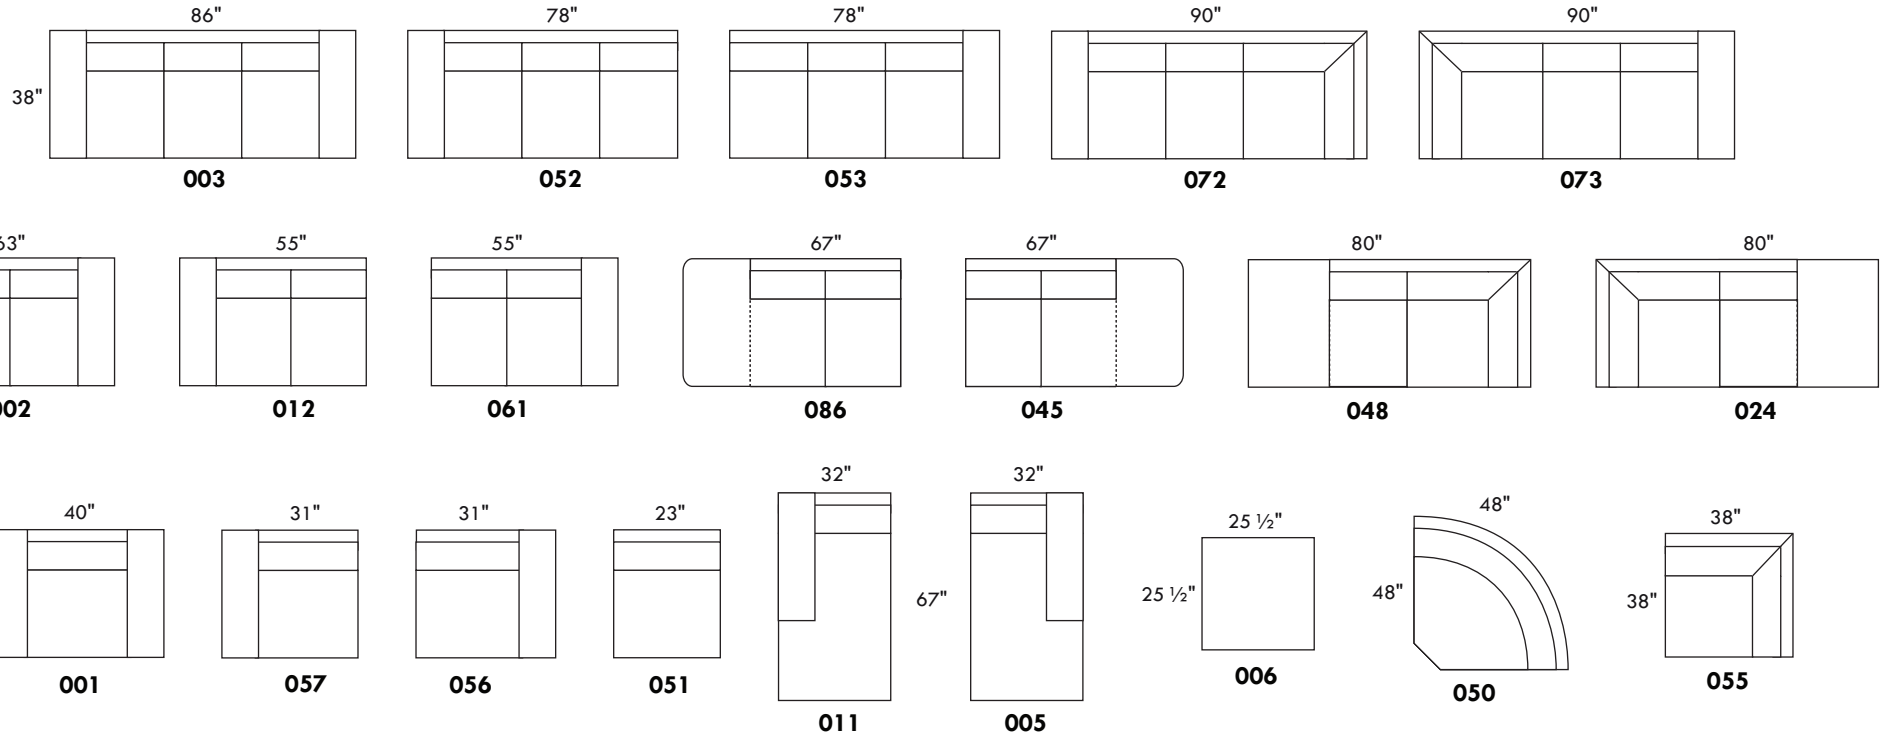 86" 78" 78" 90" 90"
38"
003 052 053 072 073
63" 55" 55" 67" 67" 80" 80"
002 012 061 086 045 048 024
32" 32"
40" 31" 31" 23" 25 ½" 48" 38"
67" 25 ½" 48" 38"
001 057 056 051 006 050 055
011 005